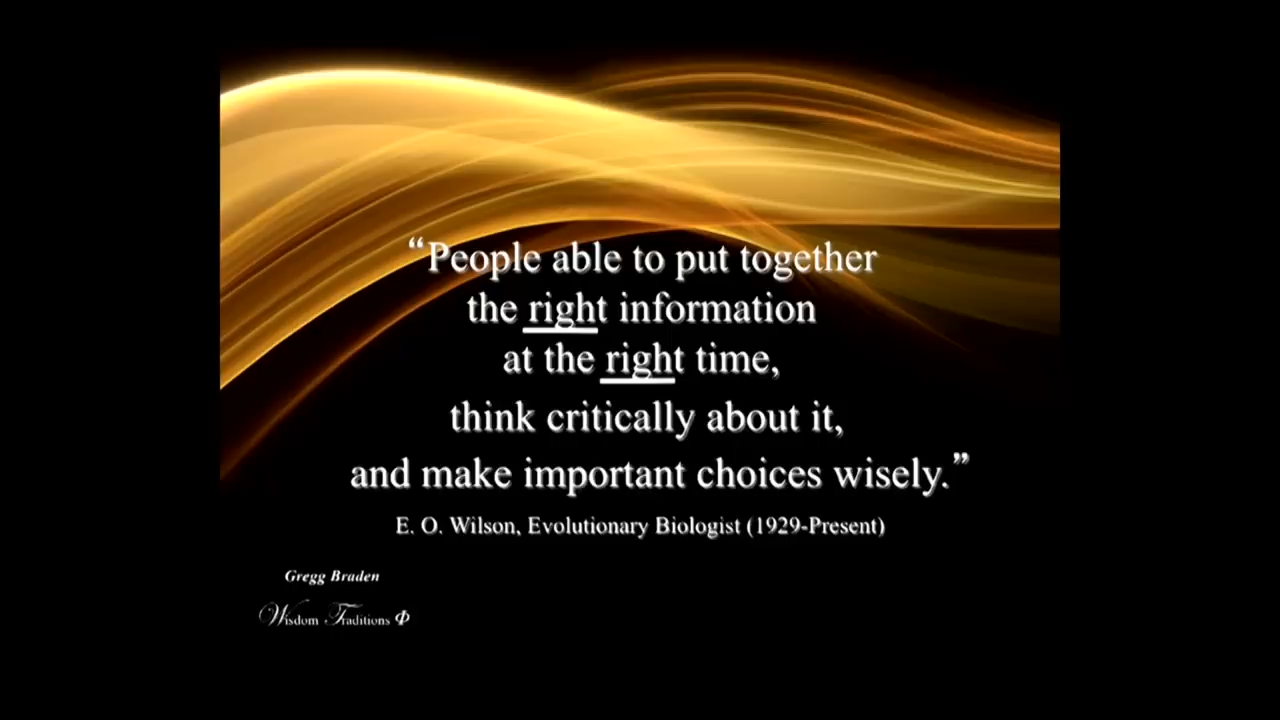 “People able to put together
the right information
at the right time,
think critically about it,
and make important choices wisely.”
E. O. Wilson, Evolutionary Biologist (1929-Present)
Gregg Braden
Wisdom Traditions Φ